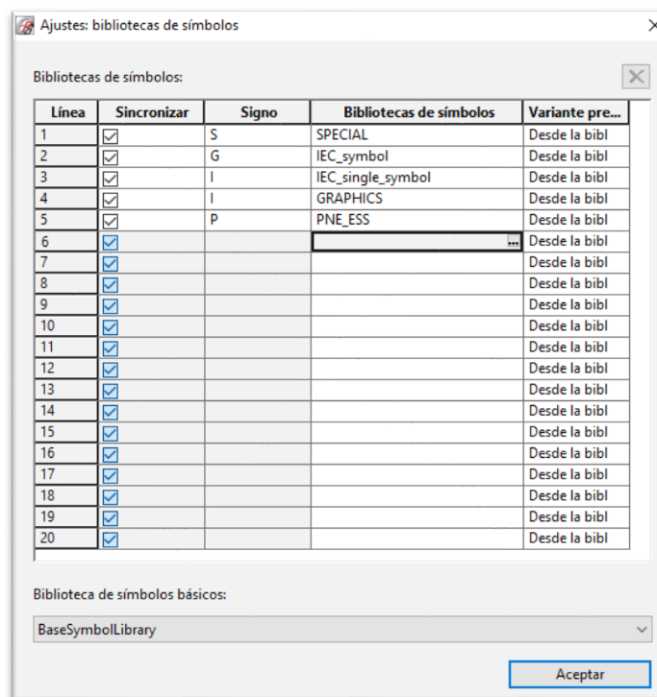 Ajustes: bibliotecas de símbolos
Bibliotecas de símbolos:
Línea Sincronizar Signo Bibliotecas de símbolos Variante pre...
1 S SPECIAL Desde la bibl
2 G IEC_symbol Desde la bibl
3 I IEC_single_symbol Desde la bibl
4 I GRAPHICS Desde la bibl
5 P PNE_ESS Desde la bibl
6 ... Desde la bibl
7 Desde la bibl
8 Desde la bibl
9 Desde la bibl
10 Desde la bibl
11 Desde la bibl
12 Desde la bibl
13 Desde la bibl
14 Desde la bibl
15 Desde la bibl
16 Desde la bibl
17 Desde la bibl
18 Desde la bibl
19 Desde la bibl
20 Desde la bibl
Biblioteca de símbolos básicos:
BaseSymbolLibrary
Aceptar